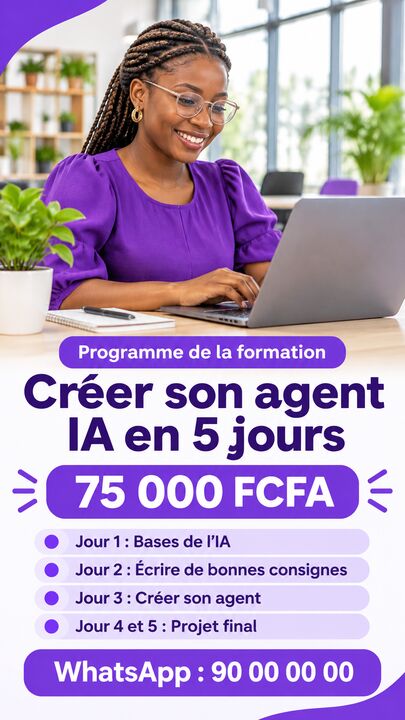 Programme de la formation
Créer son agent
IA en 5 jours
75 000 FCFA
Jour 1 : Bases de l'IA
Jour 2 : Écrire de bonnes consignes
Jour 3 : Créer son agent
Jour 4 et 5 : Projet final
WhatsApp : 90 00 00 00